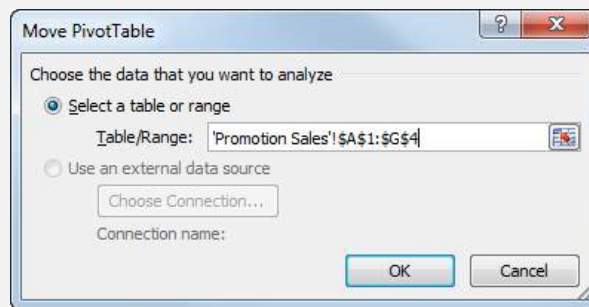 Move PivotTable
Choose the data that you want to analyze
Select a table or range
Table/Range: 'Promotion Sales'!$A$1:$G$4
Use an external data source
Choose Connection...
Connection name:
OK Cancel